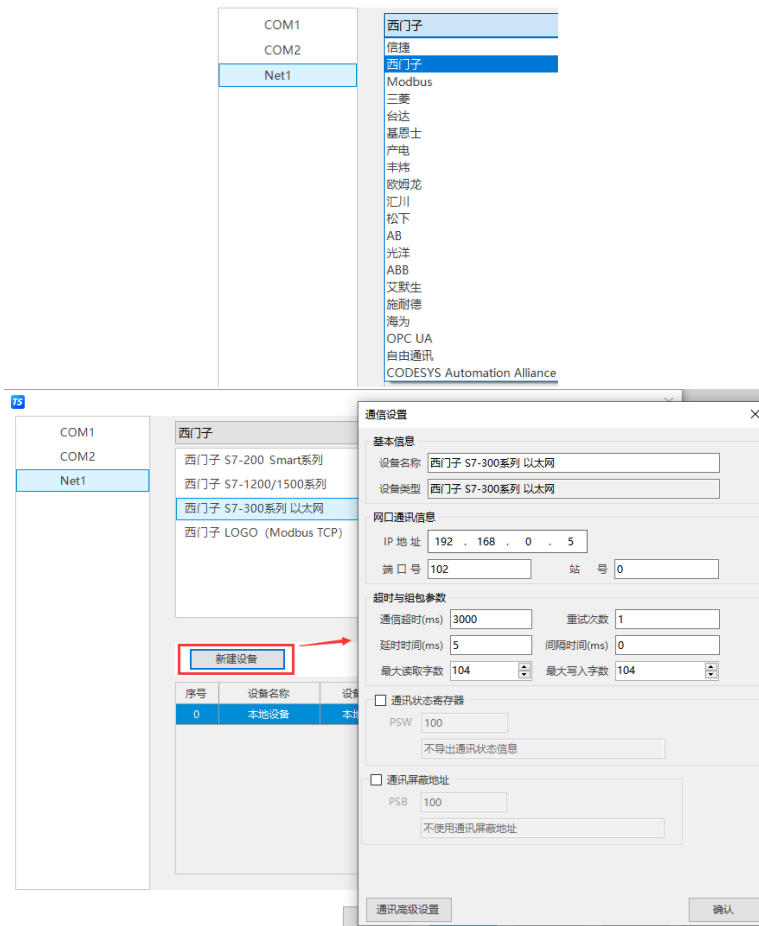 COM1
COM2
Net1
西门子
信捷
西门子
Modbus
三菱
台达
基恩士
产电
丰炜
欧姆龙
汇川
松下
AB
光洋
ABB
艾默生
施耐德
海为
OPC UA
自由通讯
CODESYS Automation Alliance
TS
COM1
COM2
Net1
西门子
西门子 S7-200 Smart系列
西门子 S7-1200/1500系列
西门子 S7-300系列 以太网
西门子 LOGO（Modbus TCP）
新建设备
序号 设备名称 设备
0 本地设备 本地
通信设置
基本信息
设备名称 西门子 S7-300系列 以太网
设备类型 西门子 S7-300系列 以太网
网口通讯信息
IP 地 址 192 . 168 . 0 . 5
端 口 号 102 站 号 0
超时与组包参数
通信超时(ms) 3000 重试次数 1
延时时间(ms) 5 间隔时间(ms) 0
最大读取字数 104 最大写入字数 104
通讯状态寄存器
PSW 100
不导出通讯状态信息
通讯屏蔽地址
PSB 100
不使用通讯屏蔽地址
通讯高级设置 确认